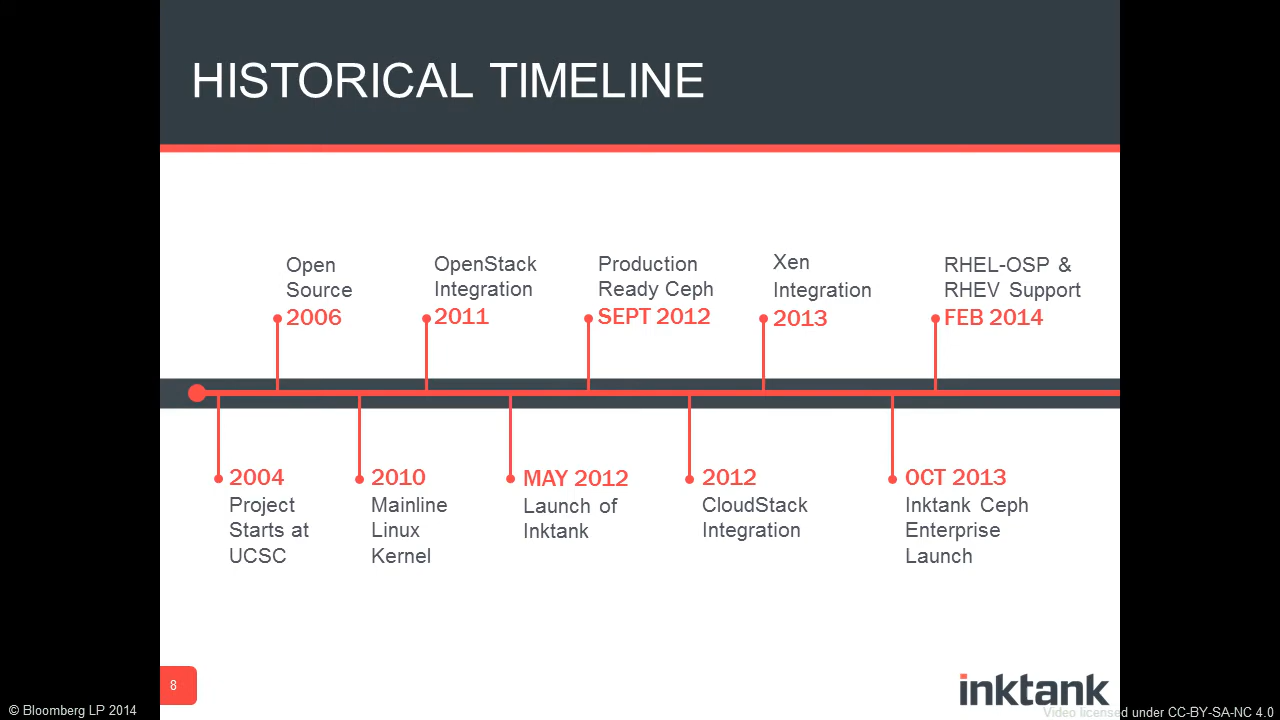 HISTORICAL TIMELINE
Open
Source
2006
OpenStack
Integration
2011
Production
Ready Ceph
SEPT 2012
Xen
Integration
2013
RHEL-OSP &
RHEV Support
FEB 2014
2004
Project
Starts at
UCSC
2010
Mainline
Linux
Kernel
MAY 2012
Launch of
Inktank
2012
CloudStack
Integration
OCT 2013
Inktank Ceph
Enterprise
Launch
8
inktank
© Bloomberg LP 2014
Video licensed under CC-BY-SA-NC 4.0